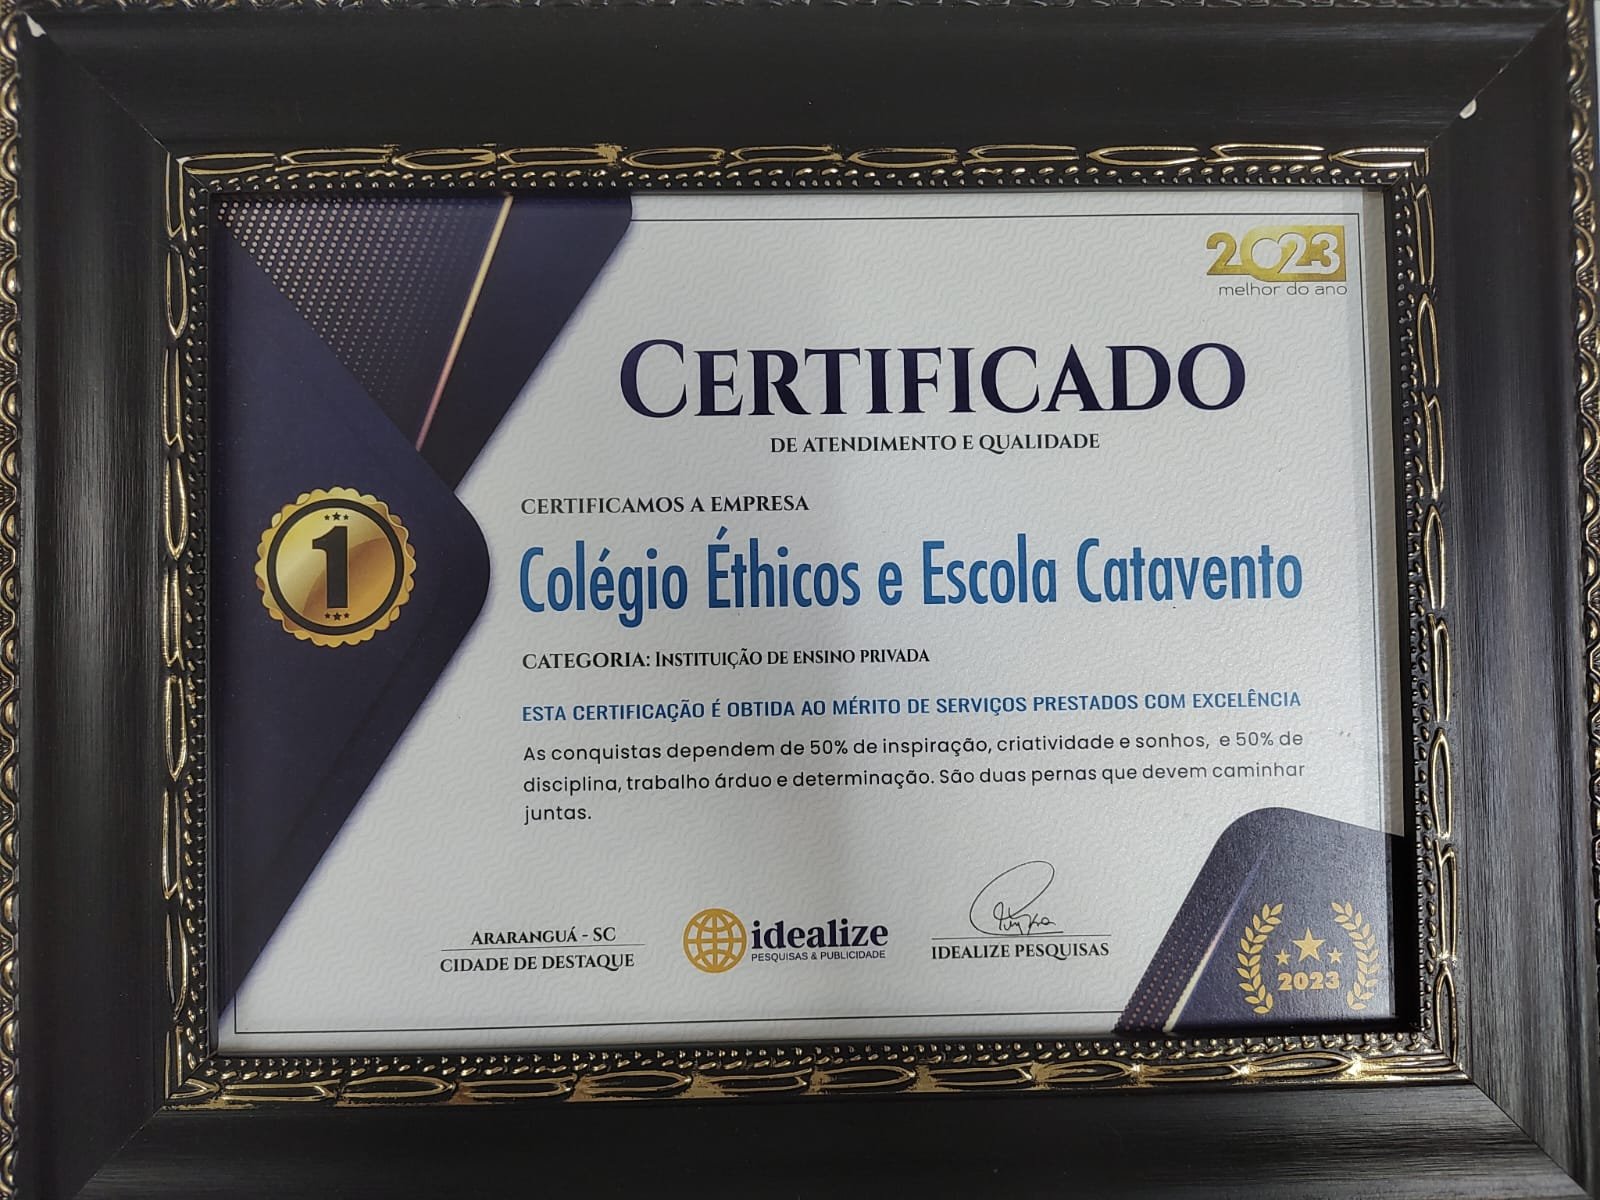 2023
melhor do ano
CERTIFICADO
DE ATENDIMENTO E QUALIDADE
CERTIFICAMOS A EMPRESA
Colégio Éthicos e Escola Catavento
1
CATEGORIA: INSTITUIÇÃO DE ENSINO PRIVADA
ESTA CERTIFICAÇÃO É OBTIDA AO MÉRITO DE SERVIÇOS PRESTADOS COM EXCELÊNCIA
As conquistas dependem de 50% de inspiração, criatividade e sonhos, e 50% de
disciplina, trabalho árduo e determinação. São duas pernas que devem caminhar
juntas.
ARARANGUÁ - SC
CIDADE DE DESTAQUE
idealize
PESQUISAS & PUBLICIDADE
IDEALIZE PESQUISAS
2023